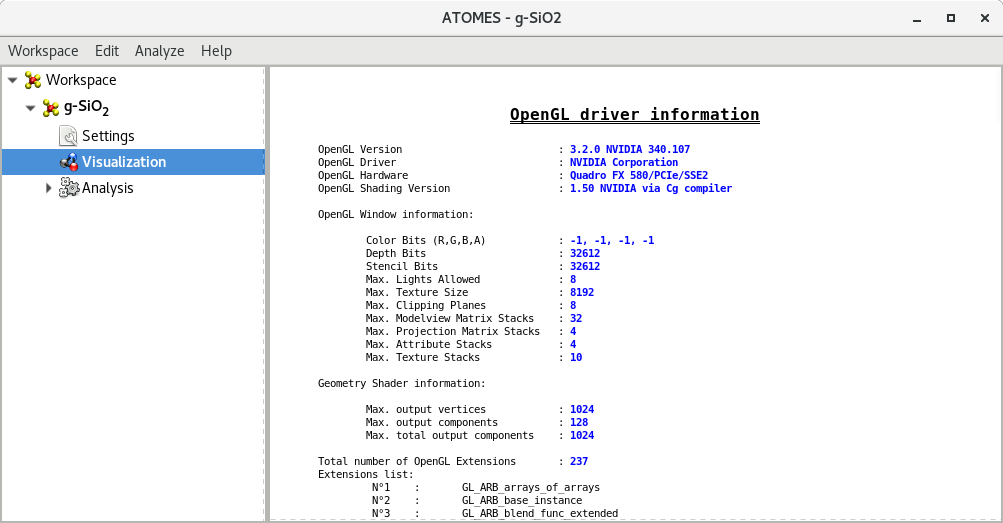 ATOMES - g-SiO2
Workspace Edit Analyze Help
Workspace
g-SiO2
Settings
Visualization
Analysis
OpenGL driver information
OpenGL Version : 3.2.0 NVIDIA 340.107
OpenGL Driver : NVIDIA Corporation
OpenGL Hardware : Quadro FX 580/PCIe/SSE2
OpenGL Shading Version : 1.50 NVIDIA via Cg compiler
OpenGL Window information:
Color Bits (R,G,B,A) : -1, -1, -1, -1
Depth Bits : 32612
Stencil Bits : 32612
Max. Lights Allowed : 8
Max. Texture Size : 8192
Max. Clipping Planes : 8
Max. Modelview Matrix Stacks : 32
Max. Projection Matrix Stacks : 4
Max. Attribute Stacks : 4
Max. Texture Stacks : 10
Geometry Shader information:
Max. output vertices : 1024
Max. output components : 128
Max. total output components : 1024
Total number of OpenGL Extensions : 237
Extensions list:
N°1 : GL_ARB_arrays_of_arrays
N°2 : GL_ARB_base_instance
N°3 : GL_ARB_blend_func_extended